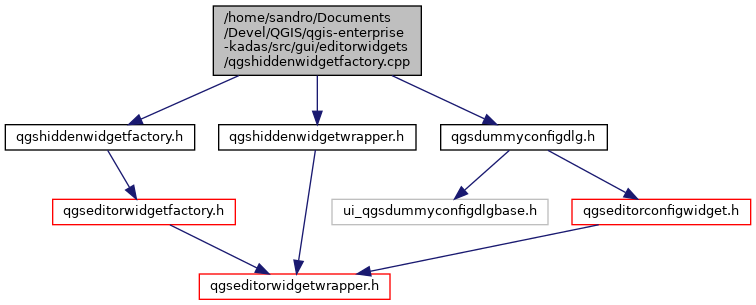 /home/sandro/Documents
/Devel/QGIS/qgis-enterprise
-kadas/src/gui/editorwidgets
/qgshiddenwidgetfactory.cpp
qgshiddenwidgetfactory.h
qgshiddenwidgetwrapper.h
qgsdummyconfigdlg.h
qgseditorwidgetfactory.h
ui_qgsdummyconfigdlgbase.h
qgseditorconfigwidget.h
qgseditorwidgetwrapper.h